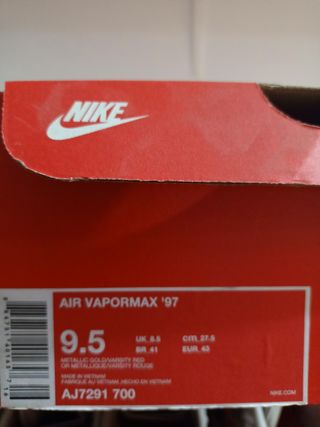 NIKE
AIR VAPORMAX '97
9.5
UK 8.5
cm 27.5
BR 41
EUR 43
METALLIC GOLD/VARSITY RED
OR METALLIQUE/VARSITY ROUGE
MADE IN VIETNAM
FABRIQUÉ AU VIETNAM, HECHO EN VIETNAM
AJ7291 700
NIKE.COM